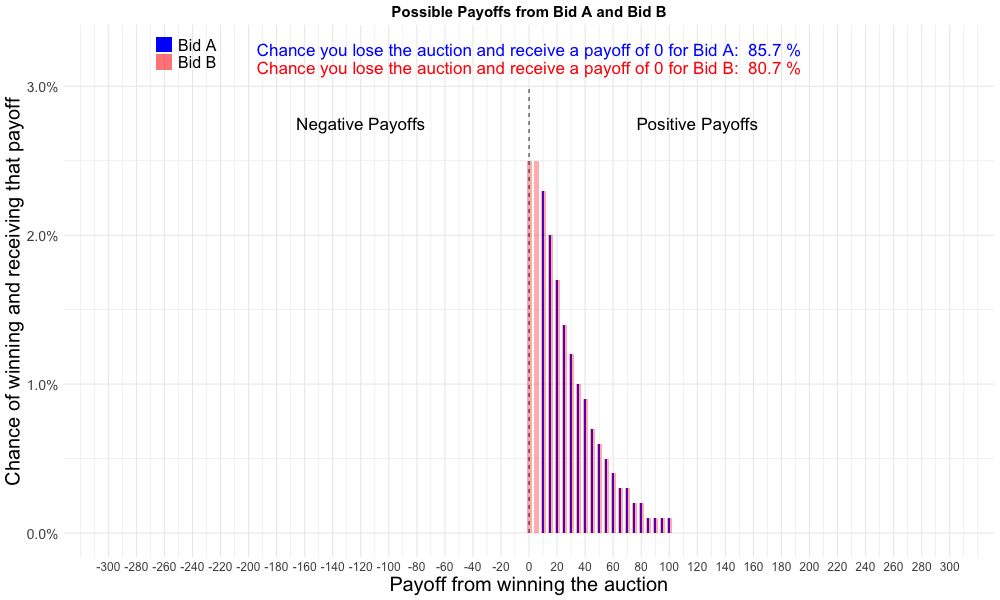 Possible Payoffs from Bid A and Bid B
Bid A
Bid B
Chance you lose the auction and receive a payoff of 0 for Bid A:  85.7 %
Chance you lose the auction and receive a payoff of 0 for Bid B:  80.7 %
Negative Payoffs
Positive Payoffs
Chance of winning and receiving that payoff
3.0%
2.0%
1.0%
0.0%
-300 -280 -260 -240 -220 -200 -180 -160 -140 -120 -100 -80 -60 -40 -20 0 20 40 60 80 100 120 140 160 180 200 220 240 260 280 300
Payoff from winning the auction